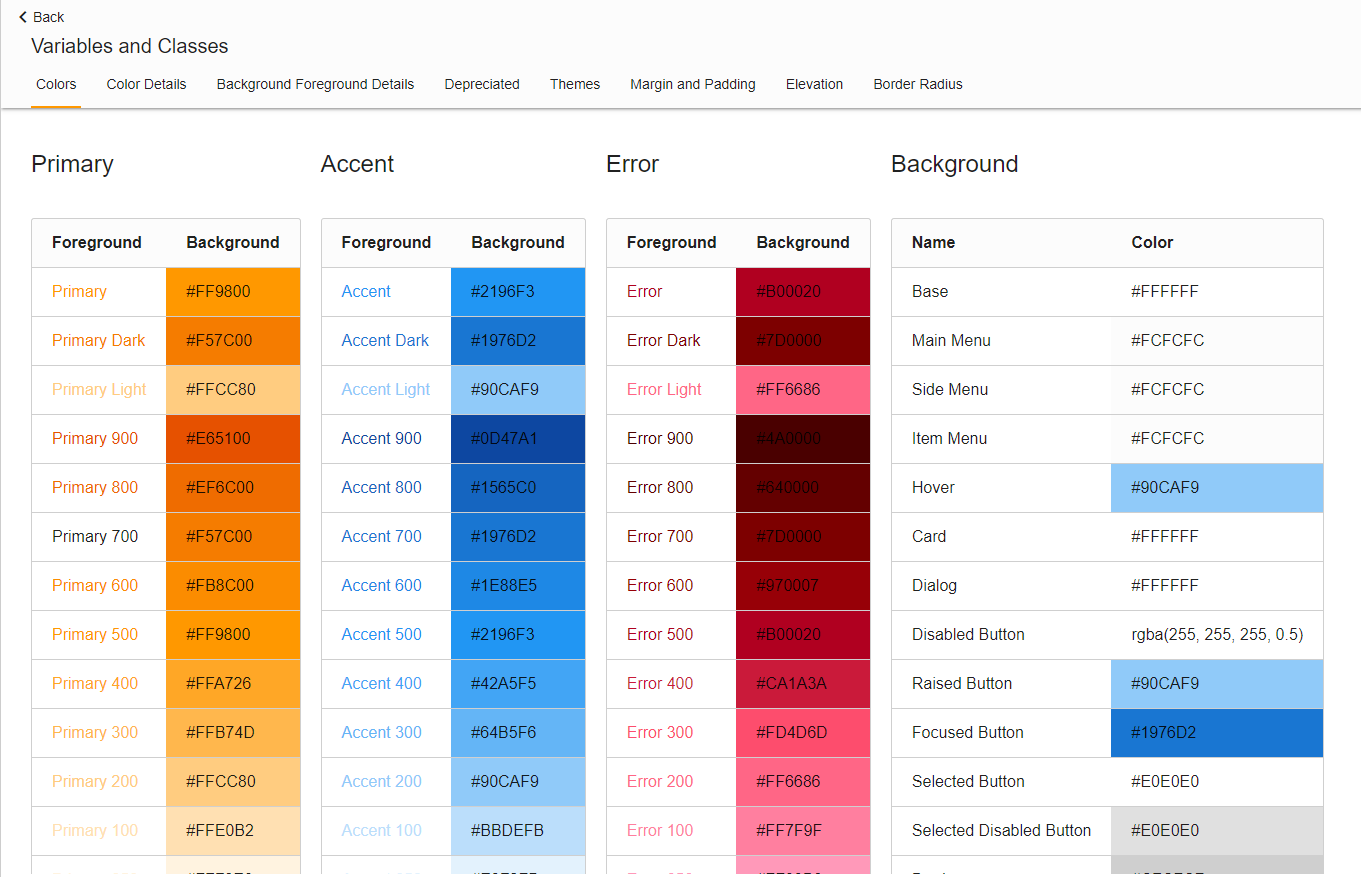 Back
Variables and Classes
Colors Color Details Background Foreground Details Depreciated Themes Margin and Padding Elevation Border Radius
Primary Accent Error Background
Foreground Background Foreground Background Foreground Background Name Color
Primary #FF9800 Accent #2196F3 Error #B00020 Base #FFFFFF
Primary Dark #F57C00 Accent Dark #1976D2 Error Dark #7D0000 Main Menu #FCFCFC
Primary Light #FFCC80 Accent Light #90CAF9 Error Light #FF6686 Side Menu #FCFCFC
Primary 900 #E65100 Accent 900 #0D47A1 Error 900 #4A0000 Item Menu #FCFCFC
Primary 800 #EF6C00 Accent 800 #1565C0 Error 800 #640000 Hover #90CAF9
Primary 700 #F57C00 Accent 700 #1976D2 Error 700 #7D0000 Card #FFFFFF
Primary 600 #FB8C00 Accent 600 #1E88E5 Error 600 #970007 Dialog #FFFFFF
Primary 500 #FF9800 Accent 500 #2196F3 Error 500 #B00020 Disabled Button rgba(255, 255, 255, 0.5)
Primary 400 #FFA726 Accent 400 #42A5F5 Error 400 #CA1A3A Raised Button #90CAF9
Primary 300 #FFB74D Accent 300 #64B5F6 Error 300 #FD4D6D Focused Button #1976D2
Primary 200 #FFCC80 Accent 200 #90CAF9 Error 200 #FF6686 Selected Button #E0E0E0
Primary 100 #FFE0B2 Accent 100 #BBDEFB Error 100 #FF7F9F Selected Disabled Button #E0E0E0